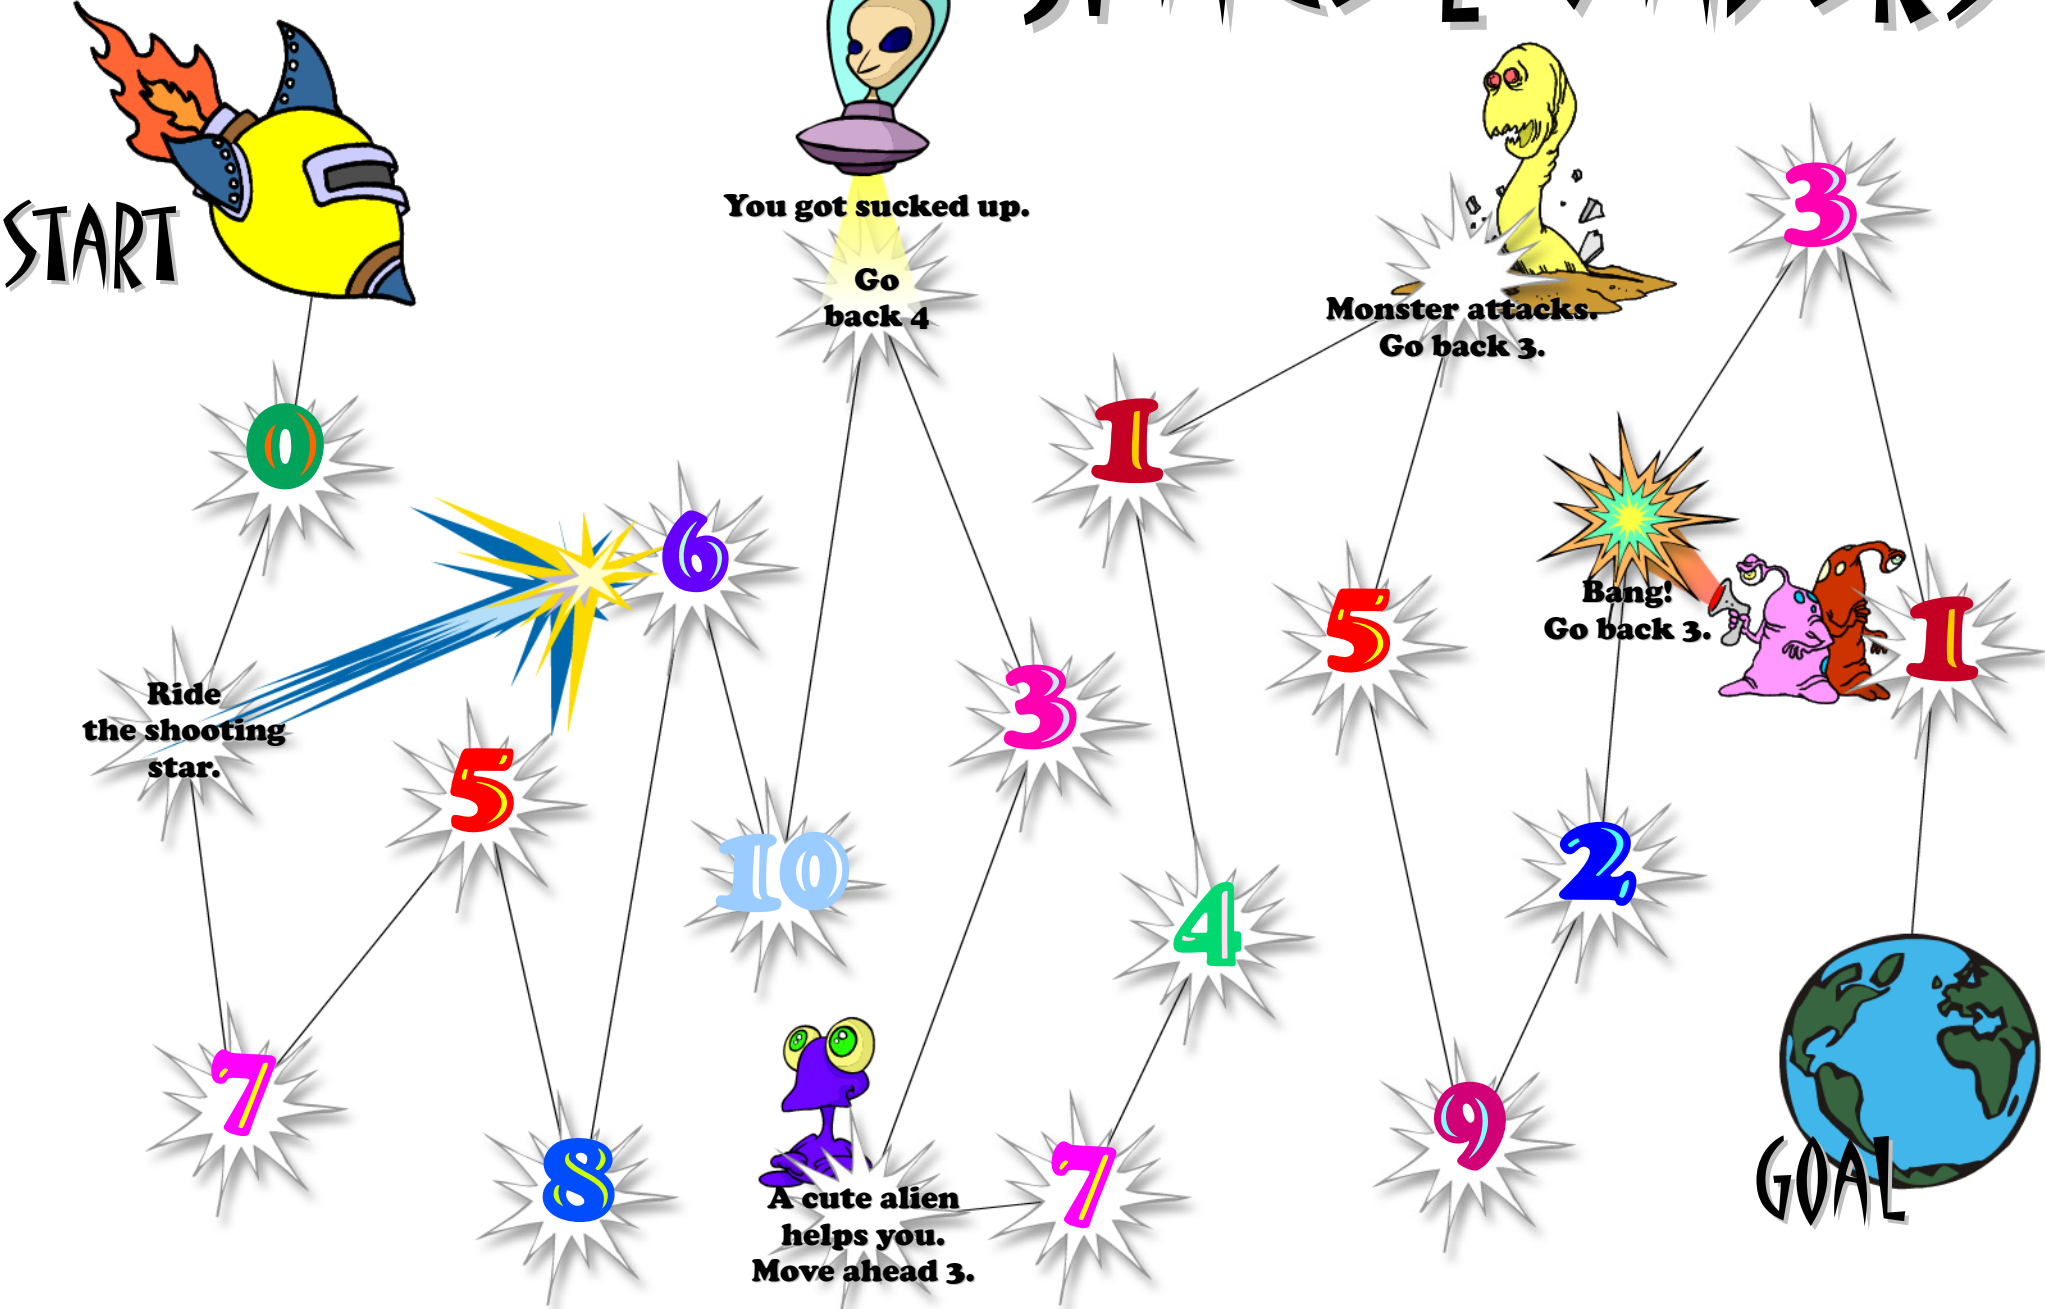 START
You got sucked up.
Go
back 4
Monster attacks.
Go back 3.
3
0
1
6
5
Bang!
Go back 3.
1
Ride
the shooting
star.
5
3
10
2
4
7
8
9
7
A cute alien
helps you.
Move ahead 3.
GOAL